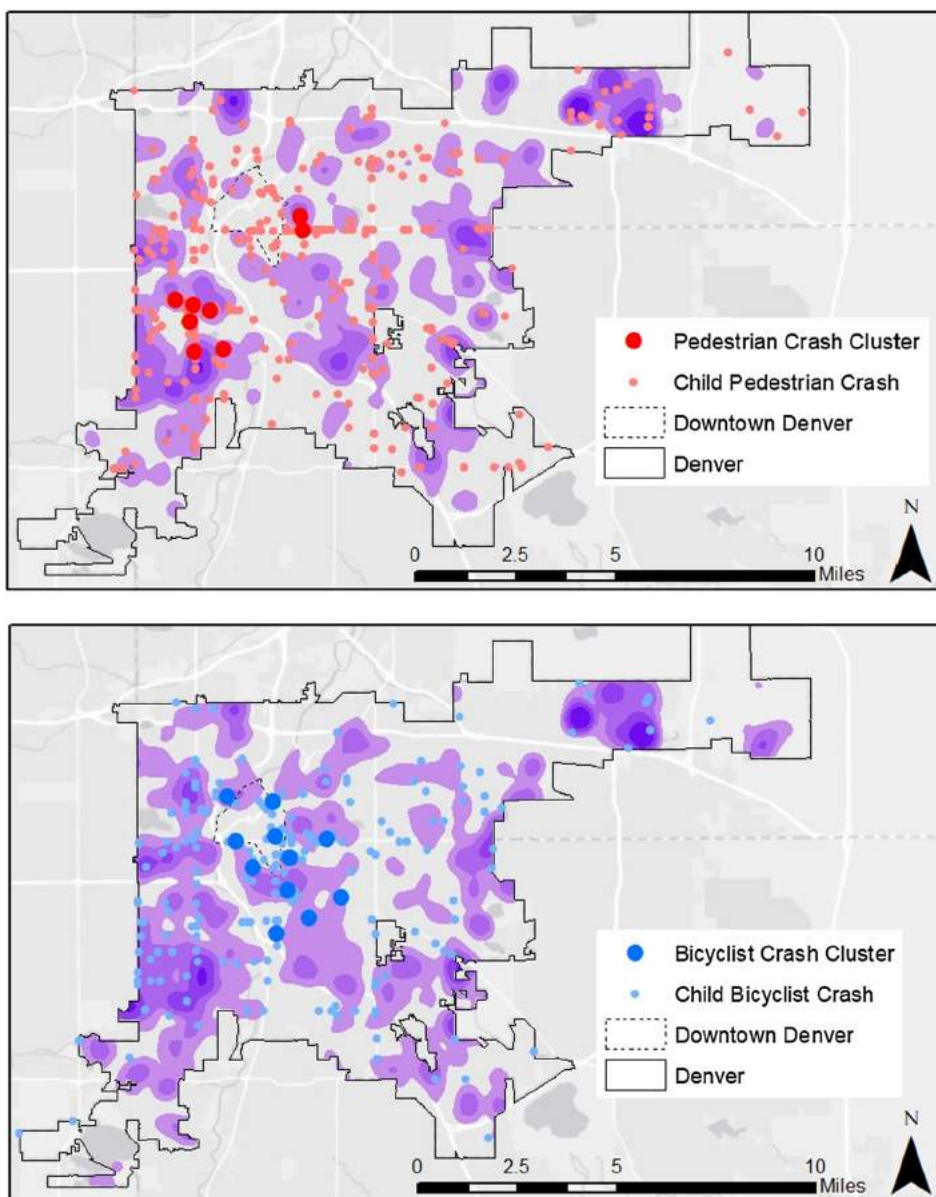 Pedestrian Crash Cluster
Child Pedestrian Crash
Downtown Denver
Denver
N
0 2.5 5 10
Miles
Bicyclist Crash Cluster
Child Bicyclist Crash
Downtown Denver
Denver
N
0 2.5 5 10
Miles